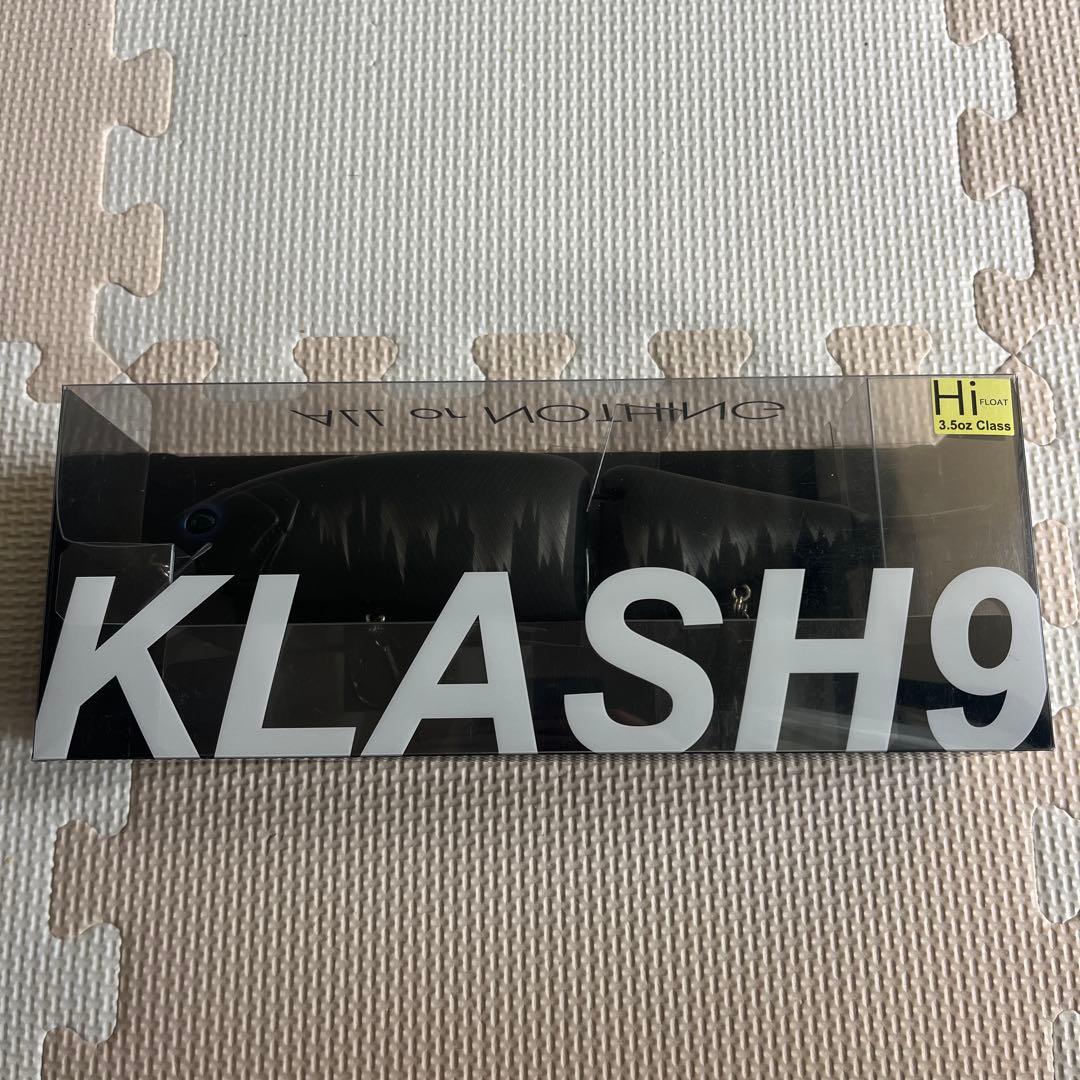 ALL or NOTHING
Hi FLOAT
3.5oz Class
KLASH9